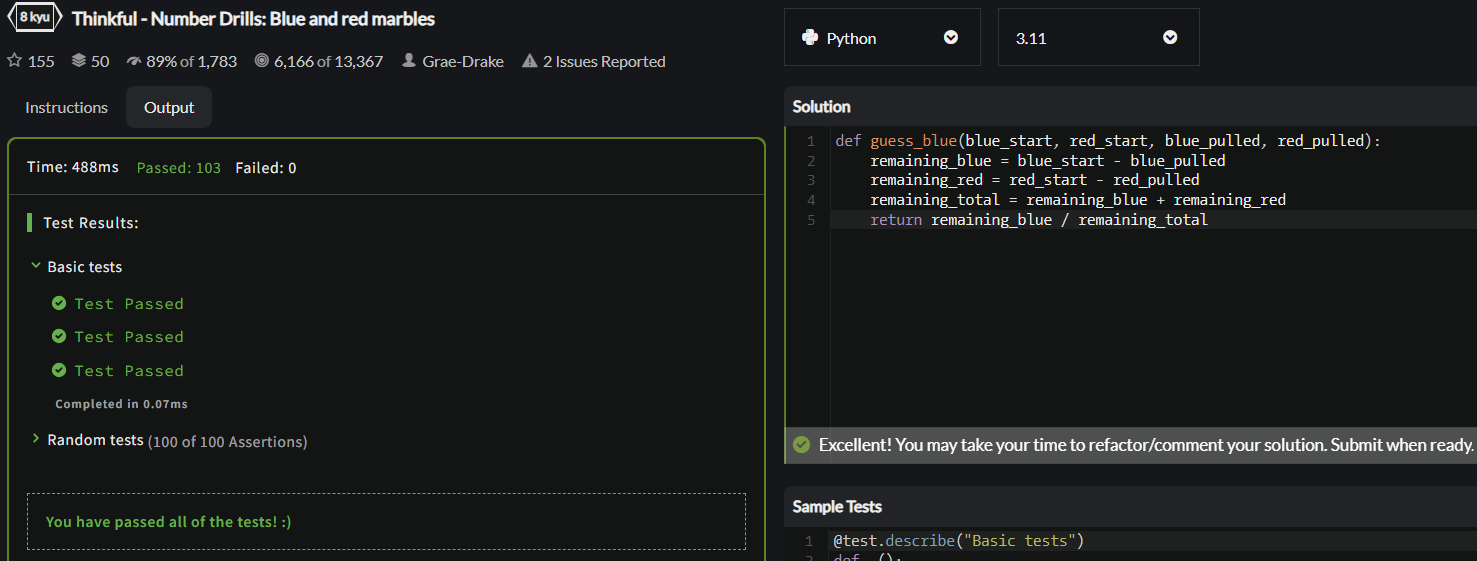 8 kyu Thinkful - Number Drills: Blue and red marbles
155 50 89% of 1,783 6,166 of 13,367 Grae-Drake 2 Issues Reported
Instructions Output
Time: 488ms Passed: 103 Failed: 0
Test Results:
Basic tests
Test Passed
Test Passed
Test Passed
Completed in 0.07ms
Random tests (100 of 100 Assertions)
You have passed all of the tests! :)
Python 3.11
Solution
1 def guess_blue(blue_start, red_start, blue_pulled, red_pulled):
2 remaining_blue = blue_start - blue_pulled
3 remaining_red = red_start - red_pulled
4 remaining_total = remaining_blue + remaining_red
5 return remaining_blue / remaining_total
Excellent! You may take your time to refactor/comment your solution. Submit when ready.
Sample Tests
1 @test.describe("Basic tests")
2 def _():